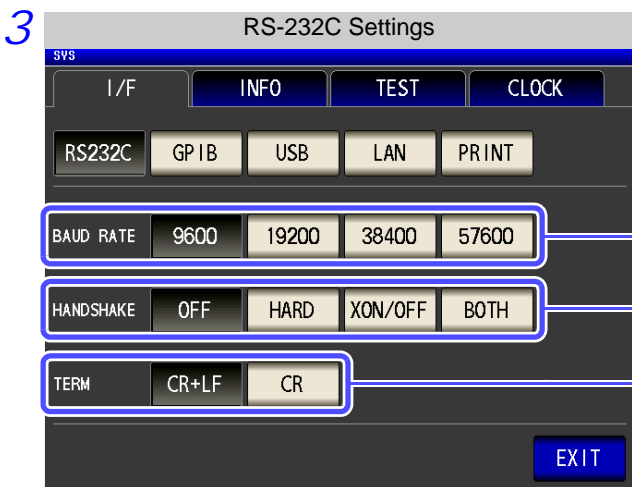 3
RS-232C Settings
SYS
I/F INFO TEST CLOCK
RS232C GPIB USB LAN PRINT
BAUD RATE 9600 19200 38400 57600
HANDSHAKE OFF HARD XON/OFF BOTH
TERM CR+LF CR
EXIT